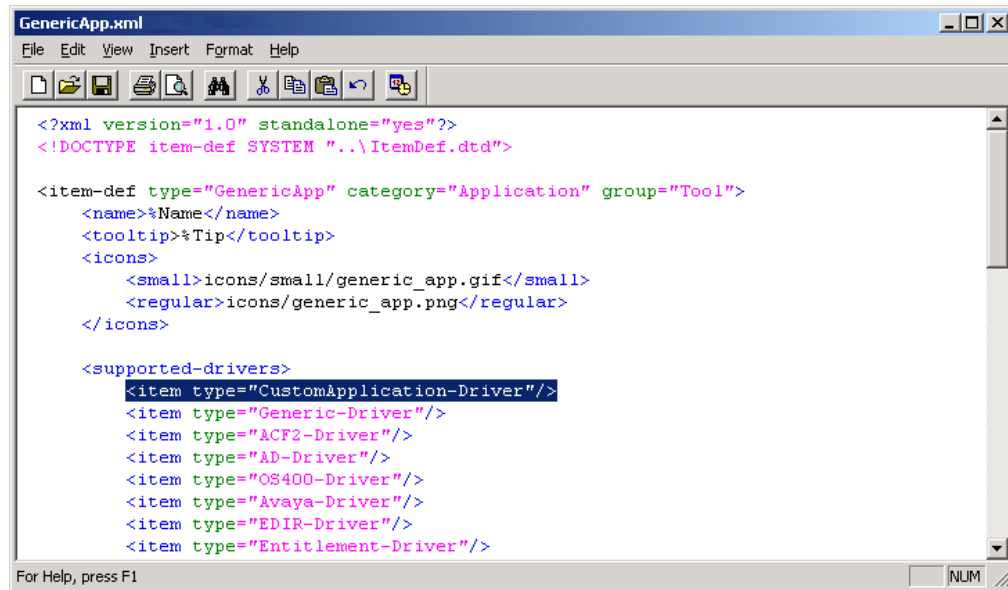 GenericApp.xml
File Edit View Insert Format Help
<?xml version="1.0" standalone="yes"?>
<!DOCTYPE item-def SYSTEM "..\ItemDef.dtd">
<item-def type="GenericApp" category="Application" group="Tool">
<name>%Name</name>
<tooltip>%Tip</tooltip>
<icons>
<small>icons/small/generic_app.gif</small>
<regular>icons/generic_app.png</regular>
</icons>
<supported-drivers>
<item type="CustomApplication-Driver"/>
<item type="Generic-Driver"/>
<item type="ACF2-Driver"/>
<item type="AD-Driver"/>
<item type="OS400-Driver"/>
<item type="Avaya-Driver"/>
<item type="EDIR-Driver"/>
<item type="Entitlement-Driver"/>
For Help, press F1 NUM